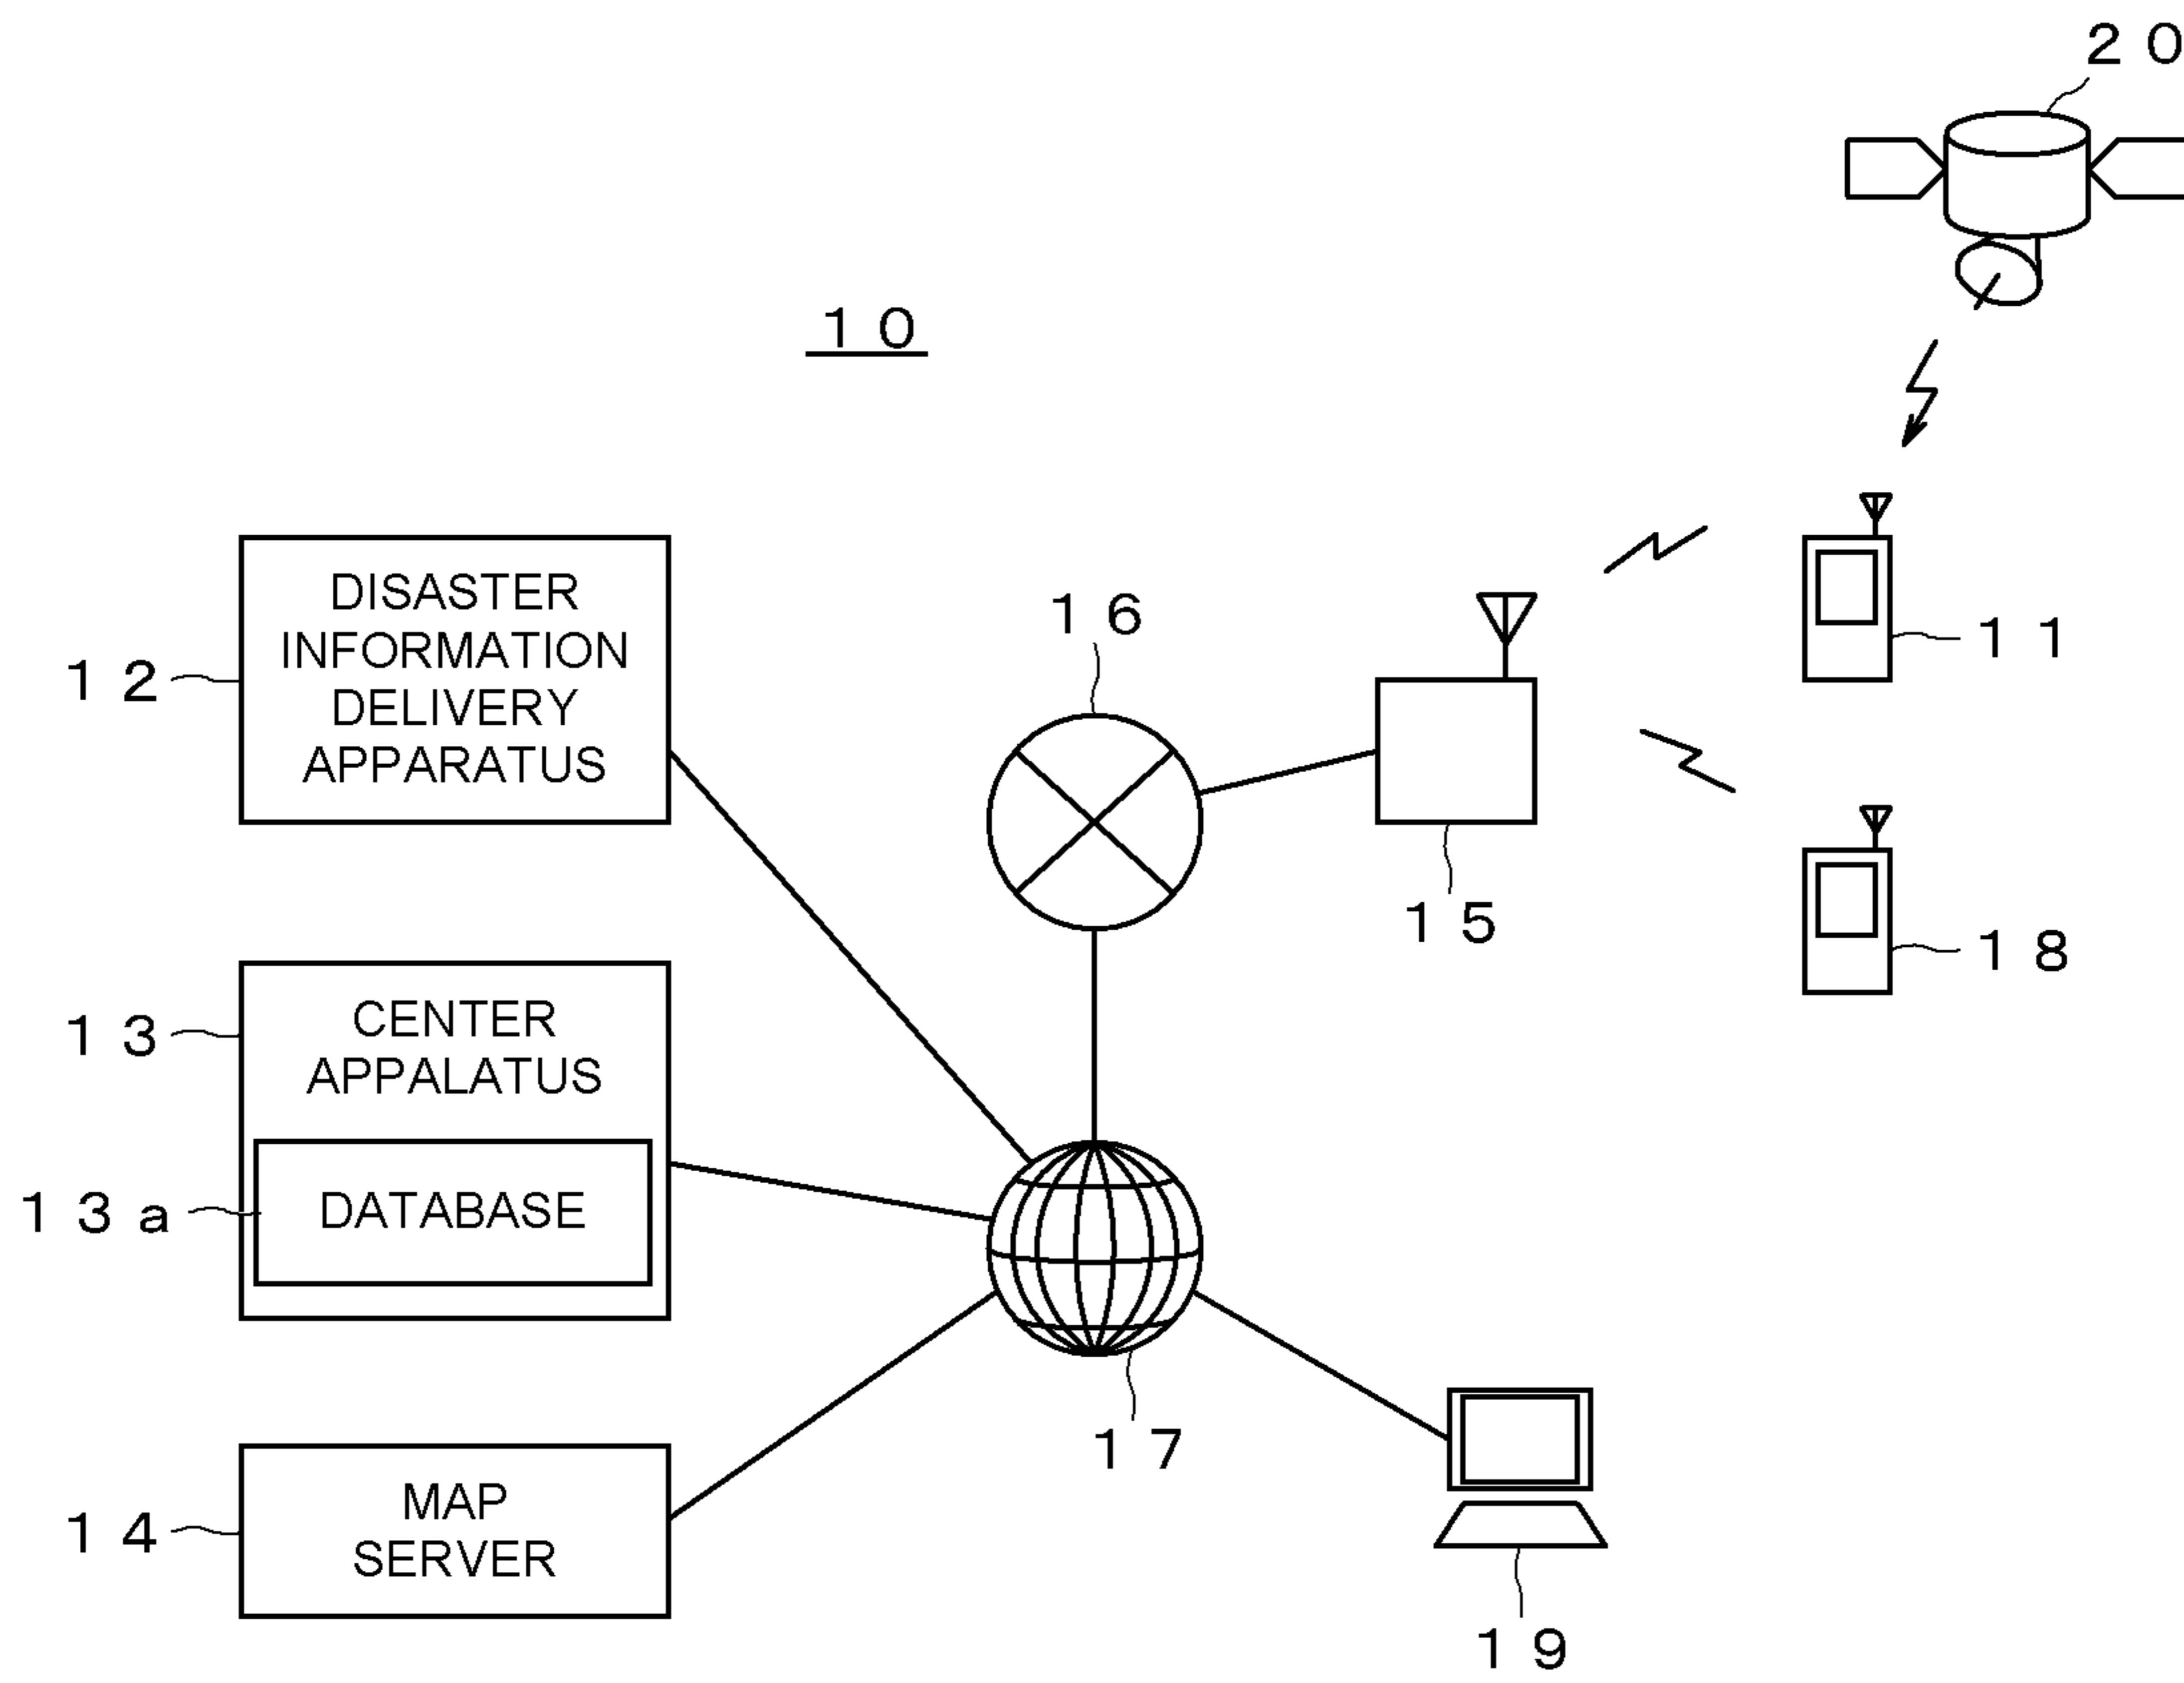 20
10
12
DISASTER
INFORMATION
DELIVERY
APPARATUS
16
11
15
18
13
CENTER
APPALATUS
13a
DATABASE
17
14
MAP
SERVER
19